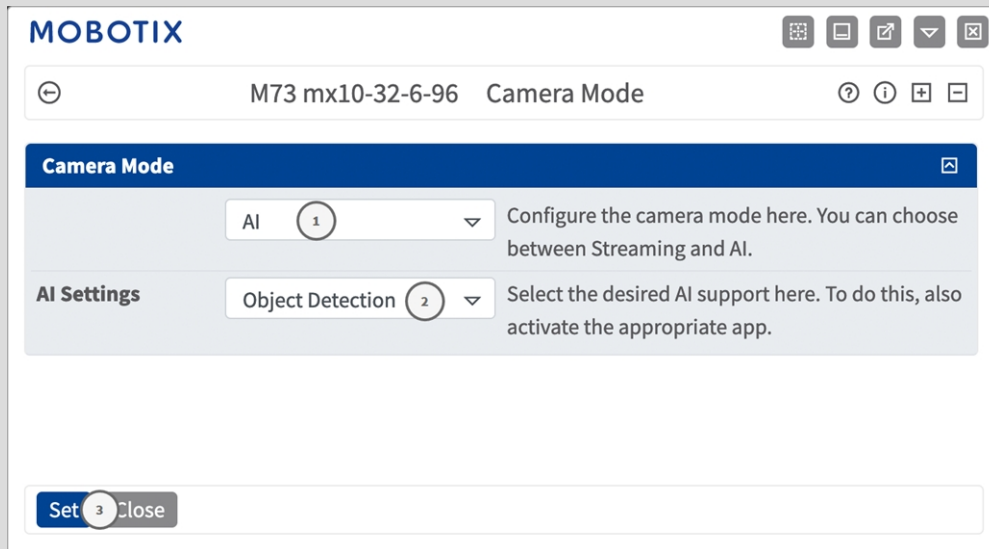 MOBOTIX
M73 mx10-32-6-96 Camera Mode
Camera Mode
AI 1
Configure the camera mode here. You can choose
between Streaming and AI.
AI Settings
Object Detection 2
Select the desired AI support here. To do this, also
activate the appropriate app.
Set 3 Close